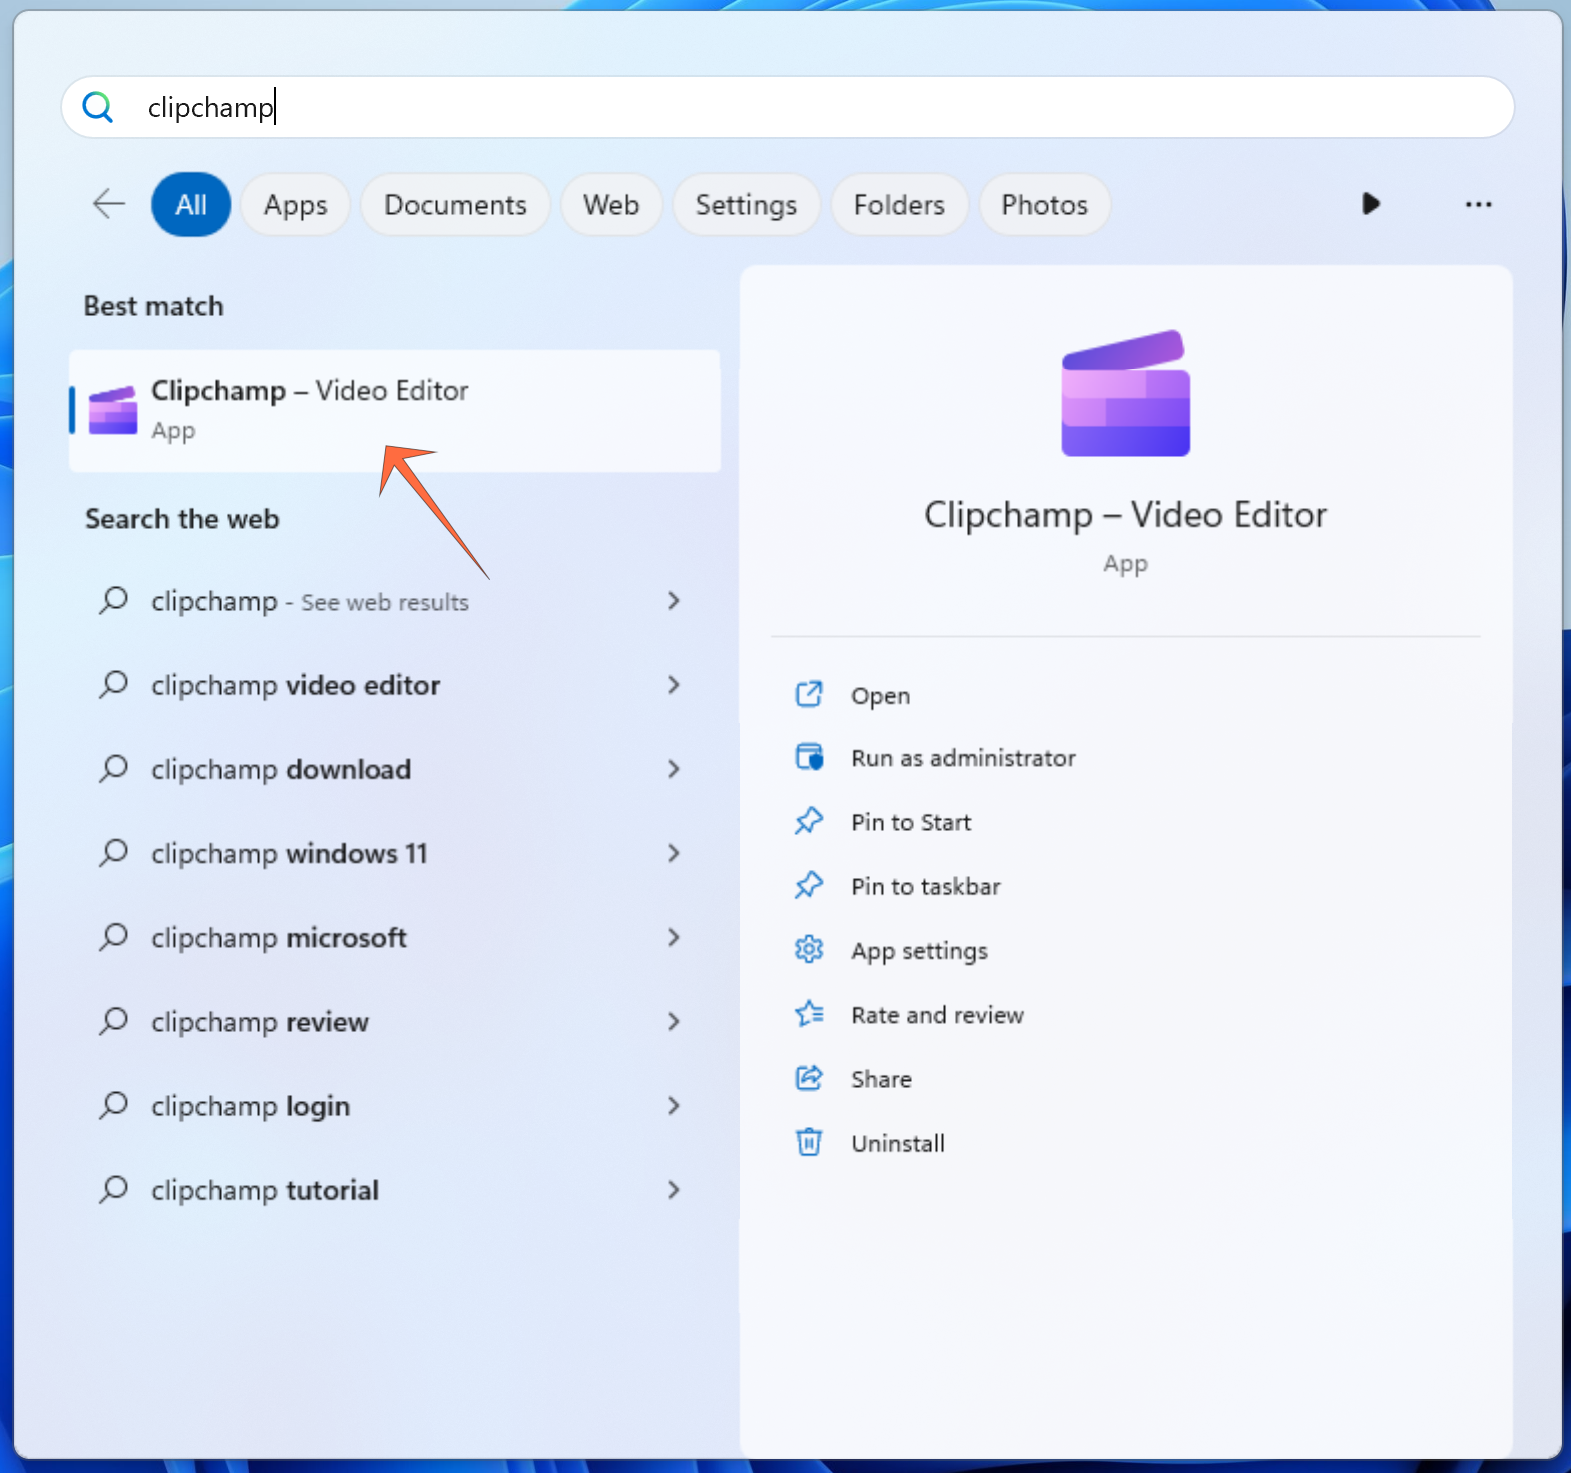 clipchamp
All Apps Documents Web Settings Folders Photos
Best match
Clipchamp – Video Editor
App
Search the web
clipchamp - See web results
clipchamp video editor
clipchamp download
clipchamp windows 11
clipchamp microsoft
clipchamp review
clipchamp login
clipchamp tutorial
Clipchamp – Video Editor
App
Open
Run as administrator
Pin to Start
Pin to taskbar
App settings
Rate and review
Share
Uninstall